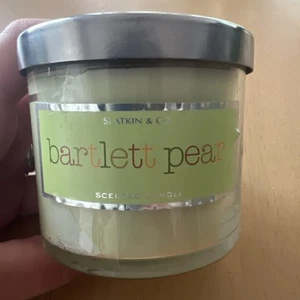 SLATKIN & CO
bartlett pear
SCENTED CANDLE